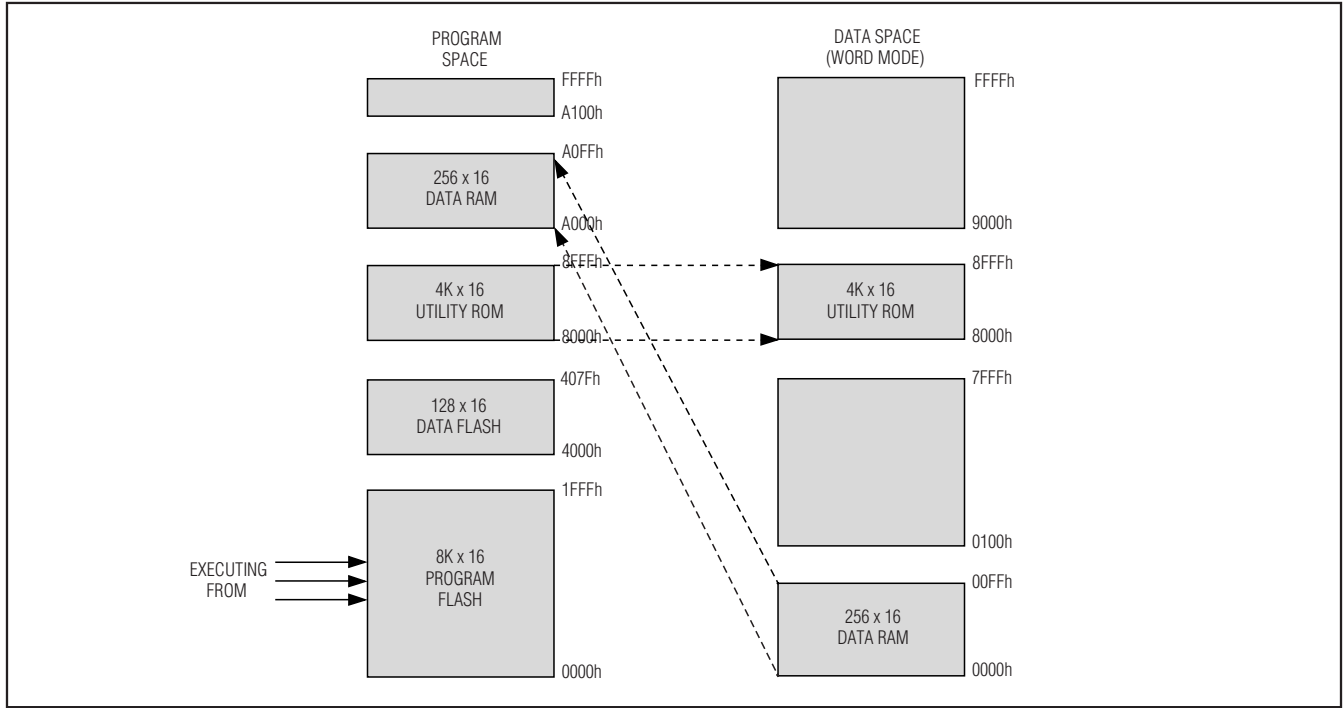 PROGRAM
SPACE
FFFFh
A100h
A0FFh
256 x 16
DATA RAM
A000h
8FFFh
4K x 16
UTILITY ROM
8000h
407Fh
128 x 16
DATA FLASH
4000h
1FFFh
EXECUTING
FROM
8K x 16
PROGRAM
FLASH
0000h
DATA SPACE
(WORD MODE)
FFFFh
9000h
8FFFh
4K x 16
UTILITY ROM
8000h
7FFFh
0100h
00FFh
256 x 16
DATA RAM
0000h